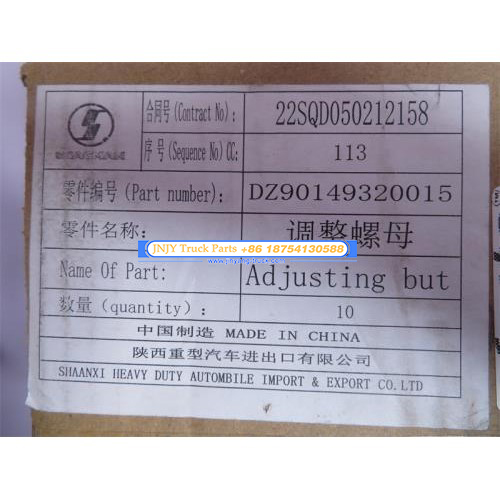 合同号(Contract No): 22SQD050212158
序号(Sequence No)CC: 113
零件编号(Part number): DZ90149320015
零件名称: 调整螺母
JNJY Truck Parts +86 18754130588
Name Of Part: Adjusting but
数量(quantity): 10
中国制造 MADE IN CHINA
陕西重型汽车进出口有限公司
SHAANXI HEAVY DUTY AUTOMBILE IMPORT & EXPORT CO,LTD